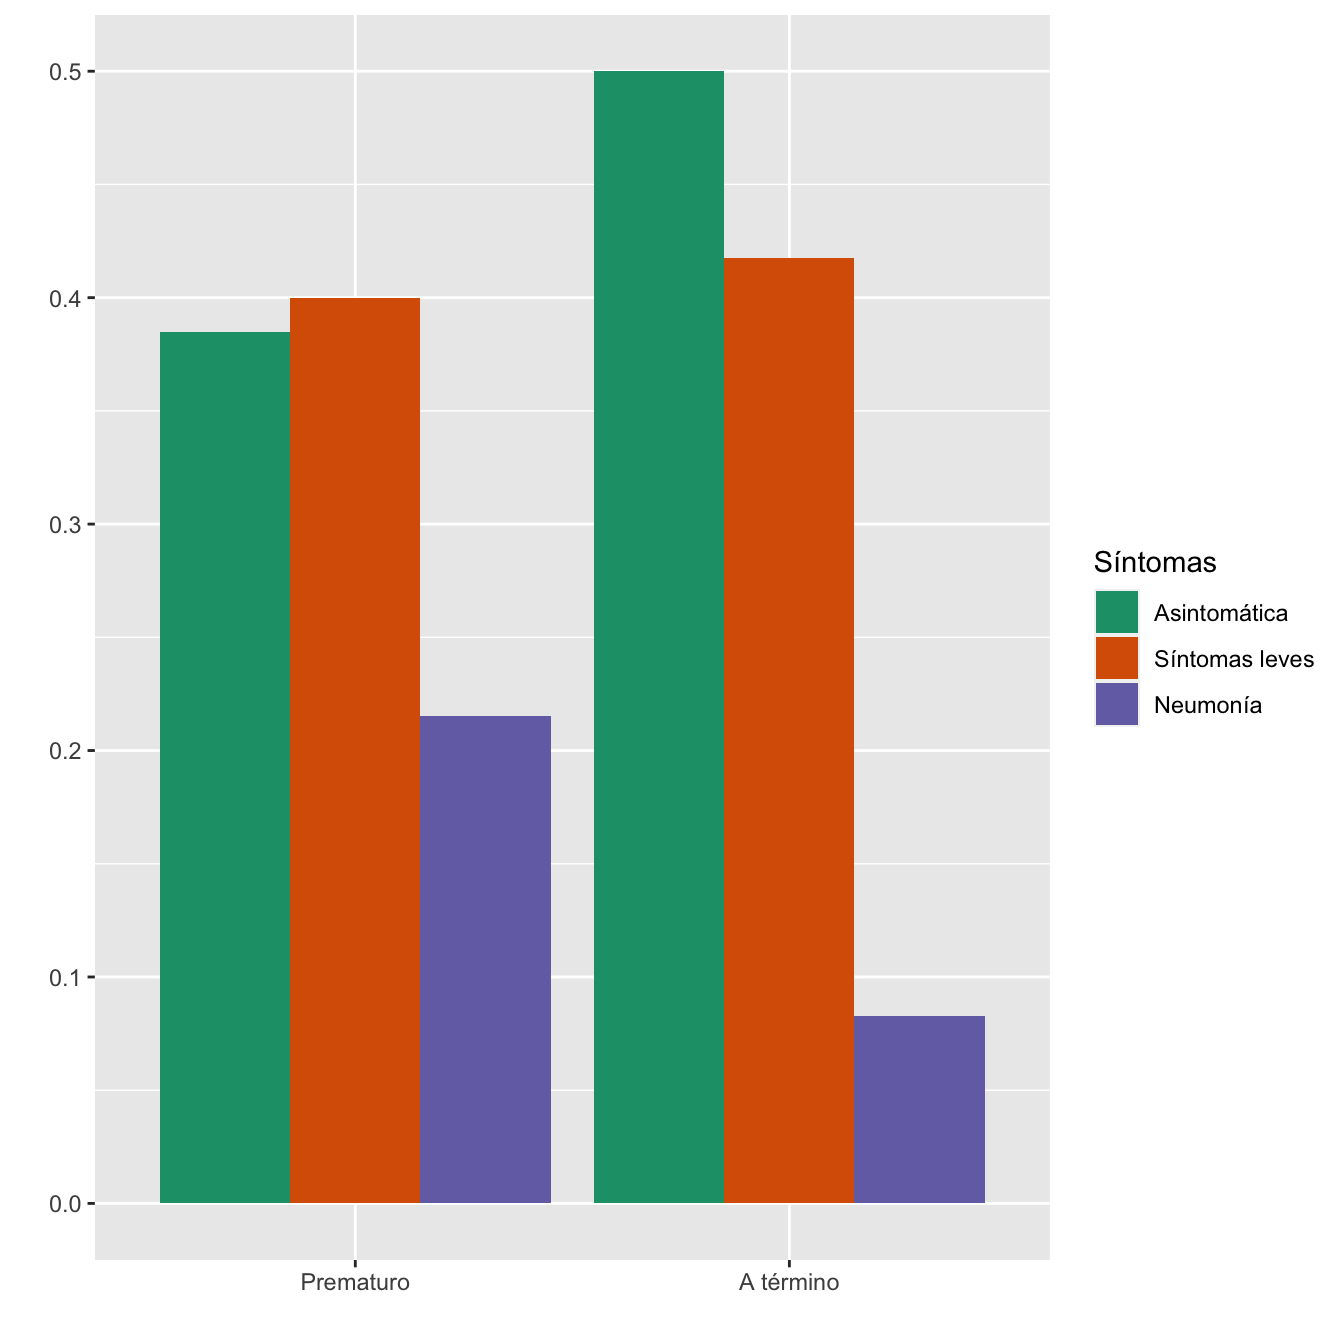 0.5
0.4
0.3
0.2
0.1
0.0
Prematuro
A término
Síntomas
Asintomática
Síntomas leves
Neumonía